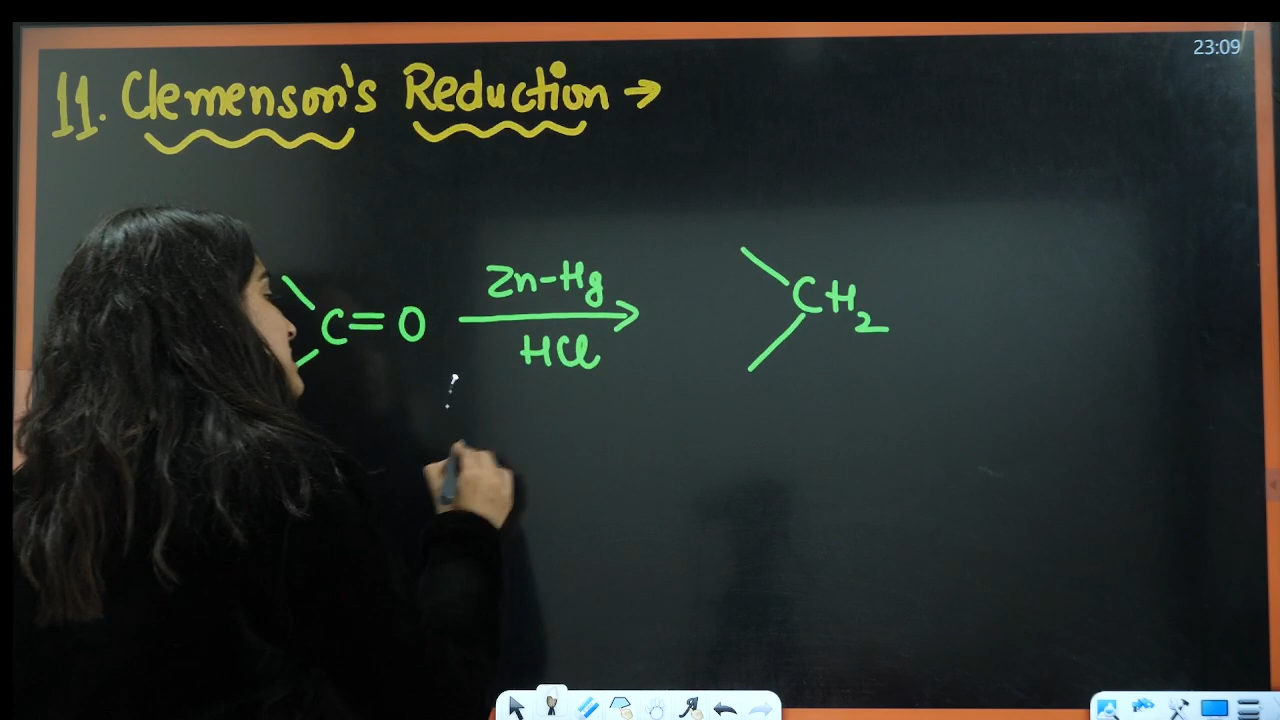 23:09
11. Clemenson's Reduction →
C=O Zn-Hg CH2
HCl